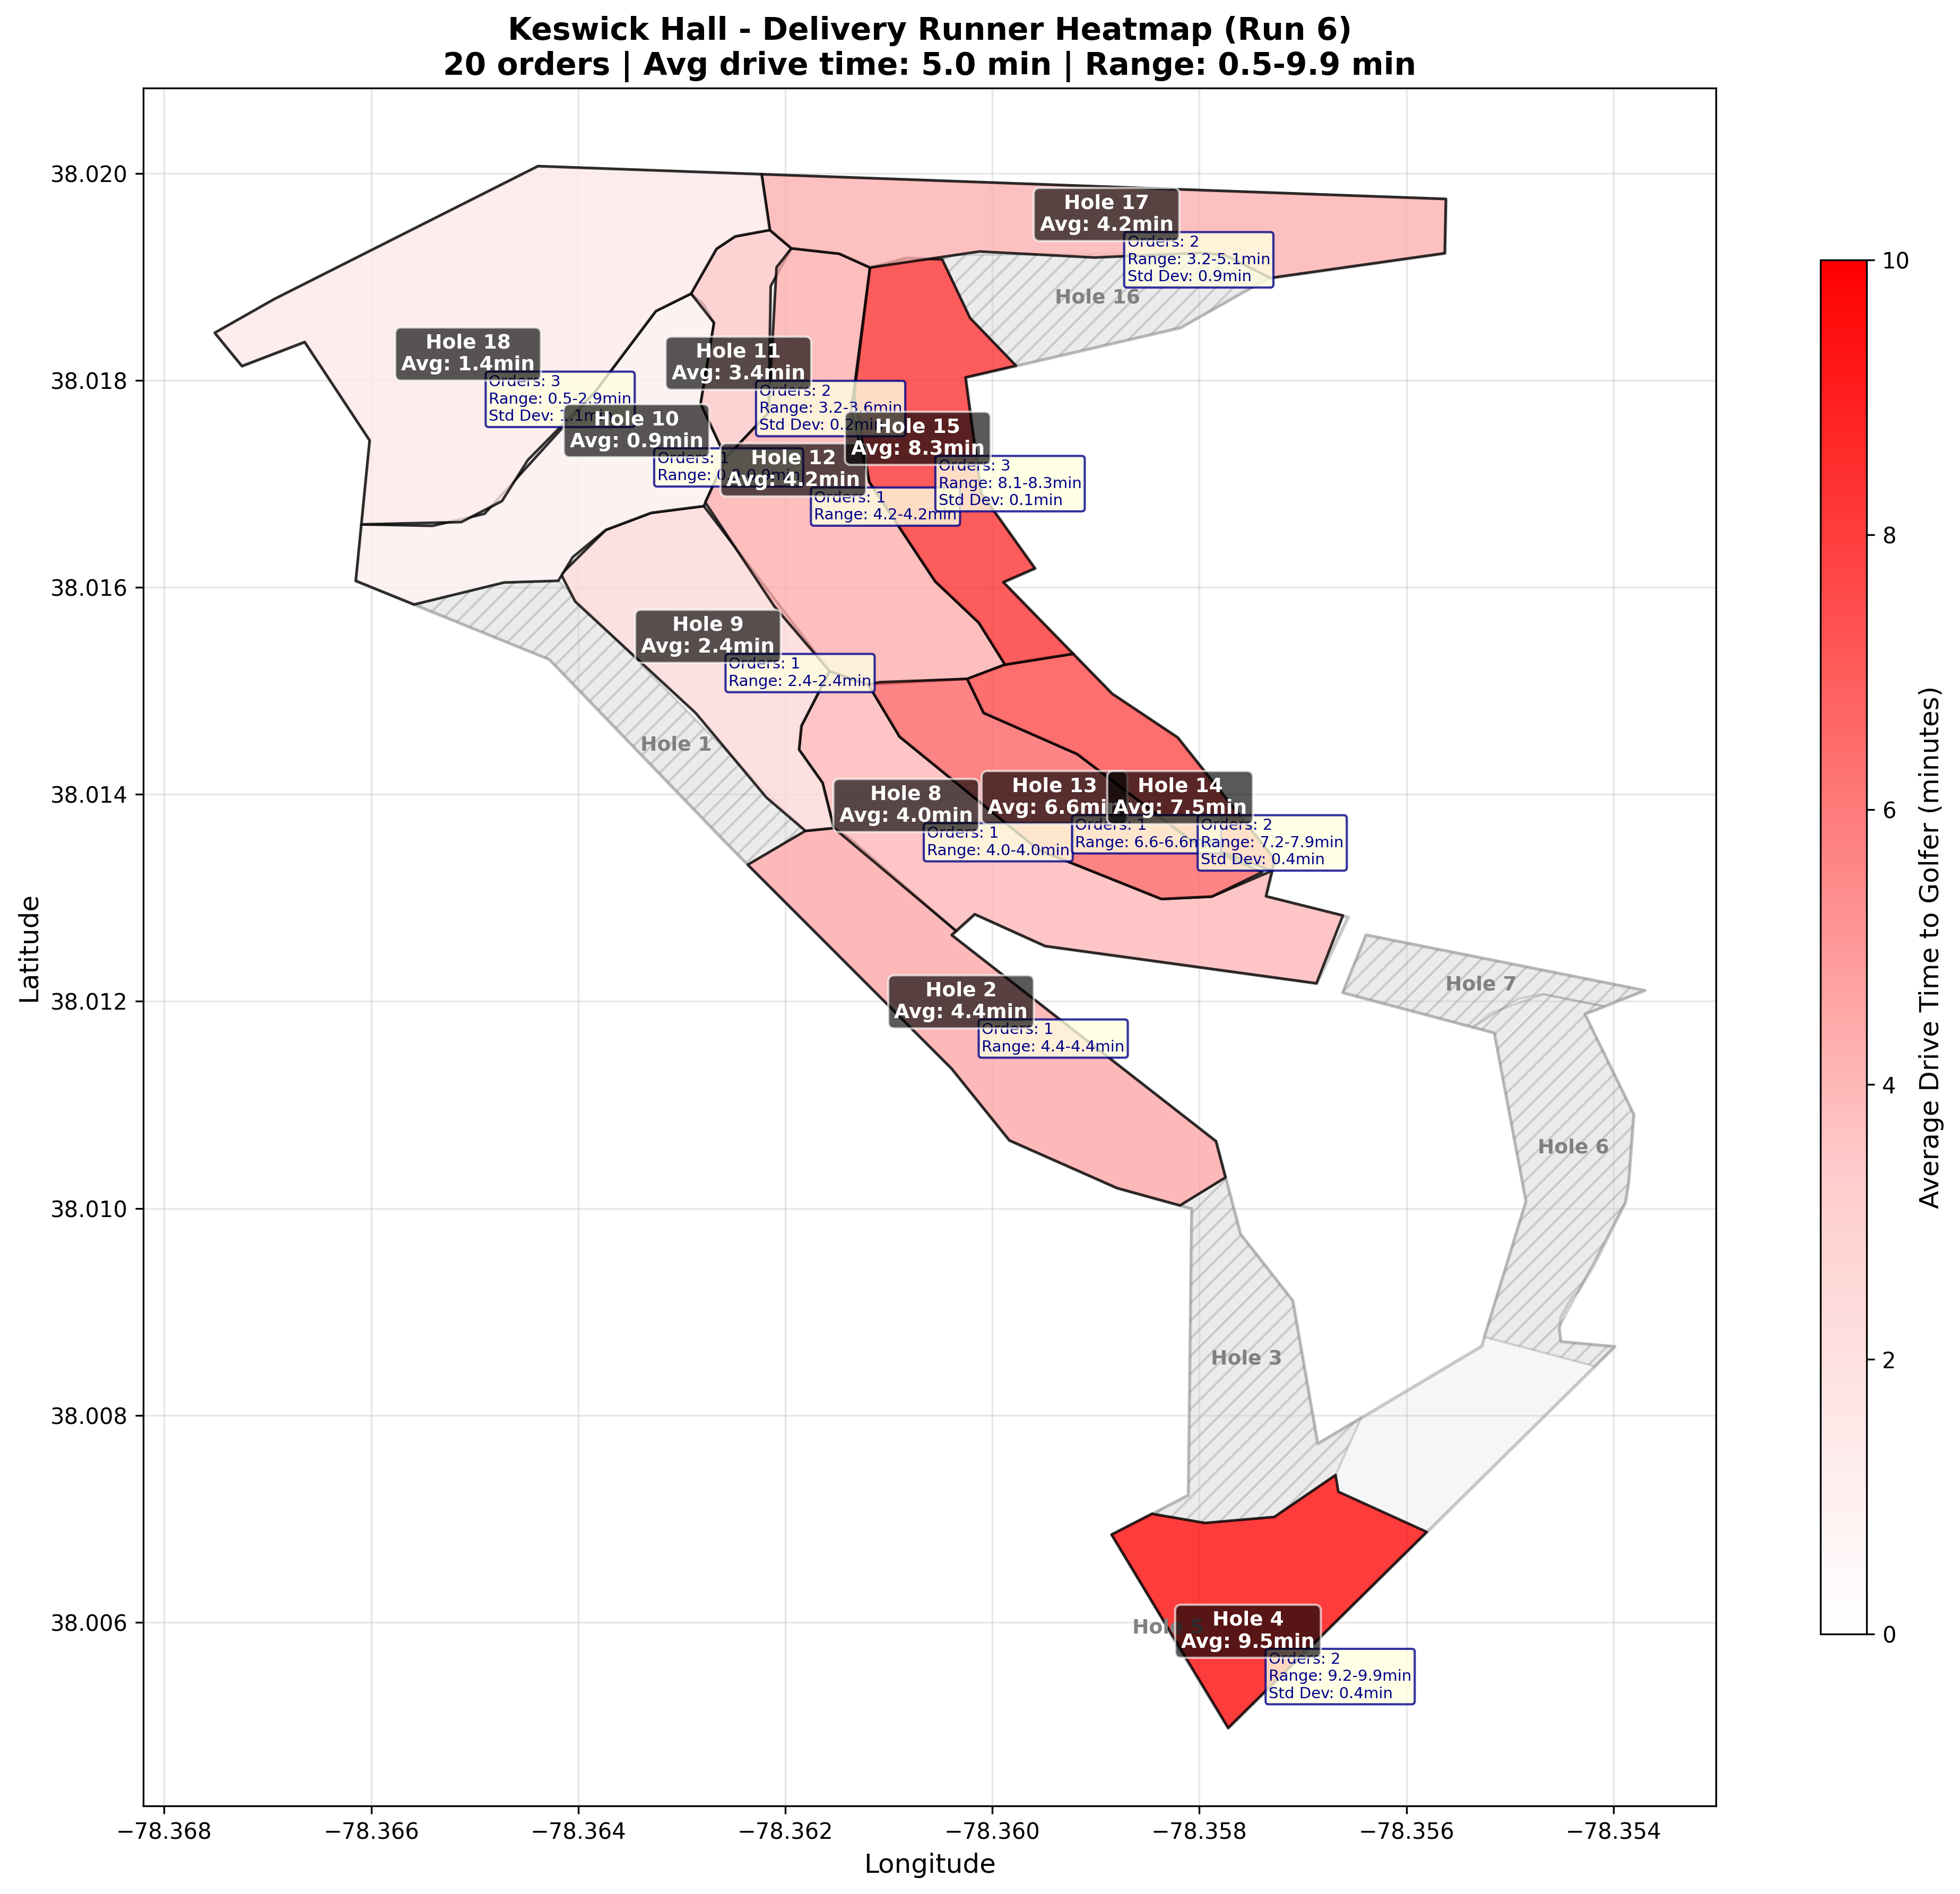 Keswick Hall - Delivery Runner Heatmap (Run 6)
20 orders | Avg drive time: 5.0 min | Range: 0.5-9.9 min
Latitude
38.020
38.018
38.016
38.014
38.012
38.010
38.008
38.006
Hole 17
Avg: 4.2min
Orders: 2
Range: 3.2-5.1min
Std Dev: 0.9min
Hole 16
Hole 18
Avg: 1.4min
Orders: 3
Range: 0.5-2.9min
Std Dev: 1.1min
Hole 11
Avg: 3.4min
Orders: 2
Range: 3.2-3.6min
Std Dev: 0.2min
Hole 10
Avg: 0.9min
Orders: 1
Range: 0.9-0.9min
Hole 15
Avg: 8.3min
Orders: 3
Range: 8.1-8.3min
Std Dev: 0.1min
Hole 12
Avg: 4.2min
Orders: 1
Range: 4.2-4.2min
Hole 9
Avg: 2.4min
Orders: 1
Range: 2.4-2.4min
Hole 1
Hole 8
Avg: 4.0min
Orders: 1
Range: 4.0-4.0min
Hole 13
Avg: 6.6min
Orders: 1
Range: 6.6-6.6m
Hole 14
Avg: 7.5min
Orders: 2
Range: 7.2-7.9min
Std Dev: 0.4min
Hole 2
Avg: 4.4min
Orders: 1
Range: 4.4-4.4min
Hole 7
Hole 6
Hole 3
Hole 5
Hole 4
Avg: 9.5min
Orders: 2
Range: 9.2-9.9min
Std Dev: 0.4min
−78.368
−78.366
−78.364
−78.362
−78.360
−78.358
−78.356
−78.354
Longitude
10
8
6
4
2
0
Average Drive Time to Golfer (minutes)